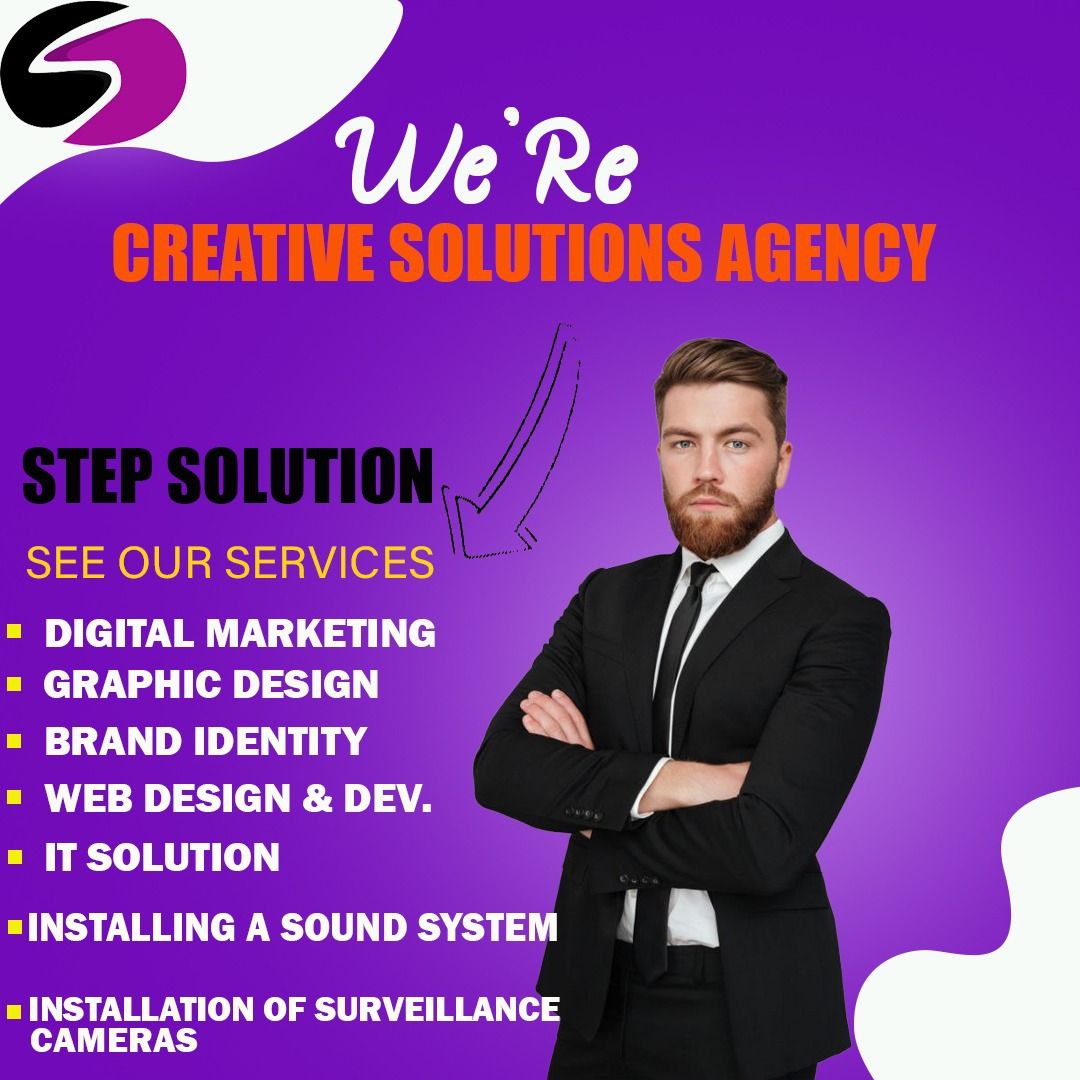 We'Re
CREATIVE SOLUTIONS AGENCY
STEP SOLUTION
SEE OUR SERVICES
DIGITAL MARKETING
GRAPHIC DESIGN
BRAND IDENTITY
WEB DESIGN & DEV.
IT SOLUTION
INSTALLING A SOUND SYSTEM
INSTALLATION OF SURVEILLANCE
CAMERAS